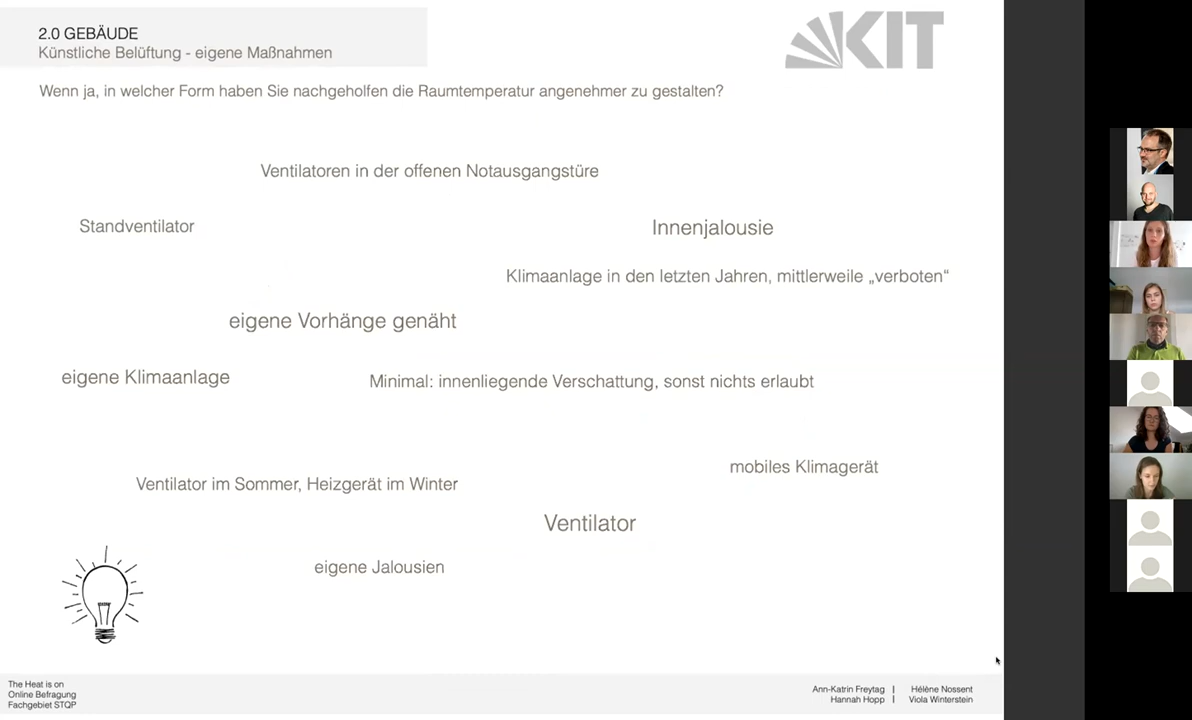 2.0 GEBÄUDE
Künstliche Belüftung - eigene Maßnahmen
KIT
Wenn ja, in welcher Form haben Sie nachgeholfen die Raumtemperatur angenehmer zu gestalten?
Ventilatoren in der offenen Notausgangstüre
Standventilator
Innenjalousie
Klimaanlage in den letzten Jahren, mittlerweile „verboten“
eigene Vorhänge genäht
eigene Klimaanlage
Minimal: innenliegende Verschattung, sonst nichts erlaubt
mobiles Klimagerät
Ventilator im Sommer, Heizgerät im Winter
Ventilator
eigene Jalousien
The Heat is on
Online Befragung
Fachgebiet STQP
Ann-Katrin Freytag | Hélène Nossent
Hannah Hopp | Viola Winterstein